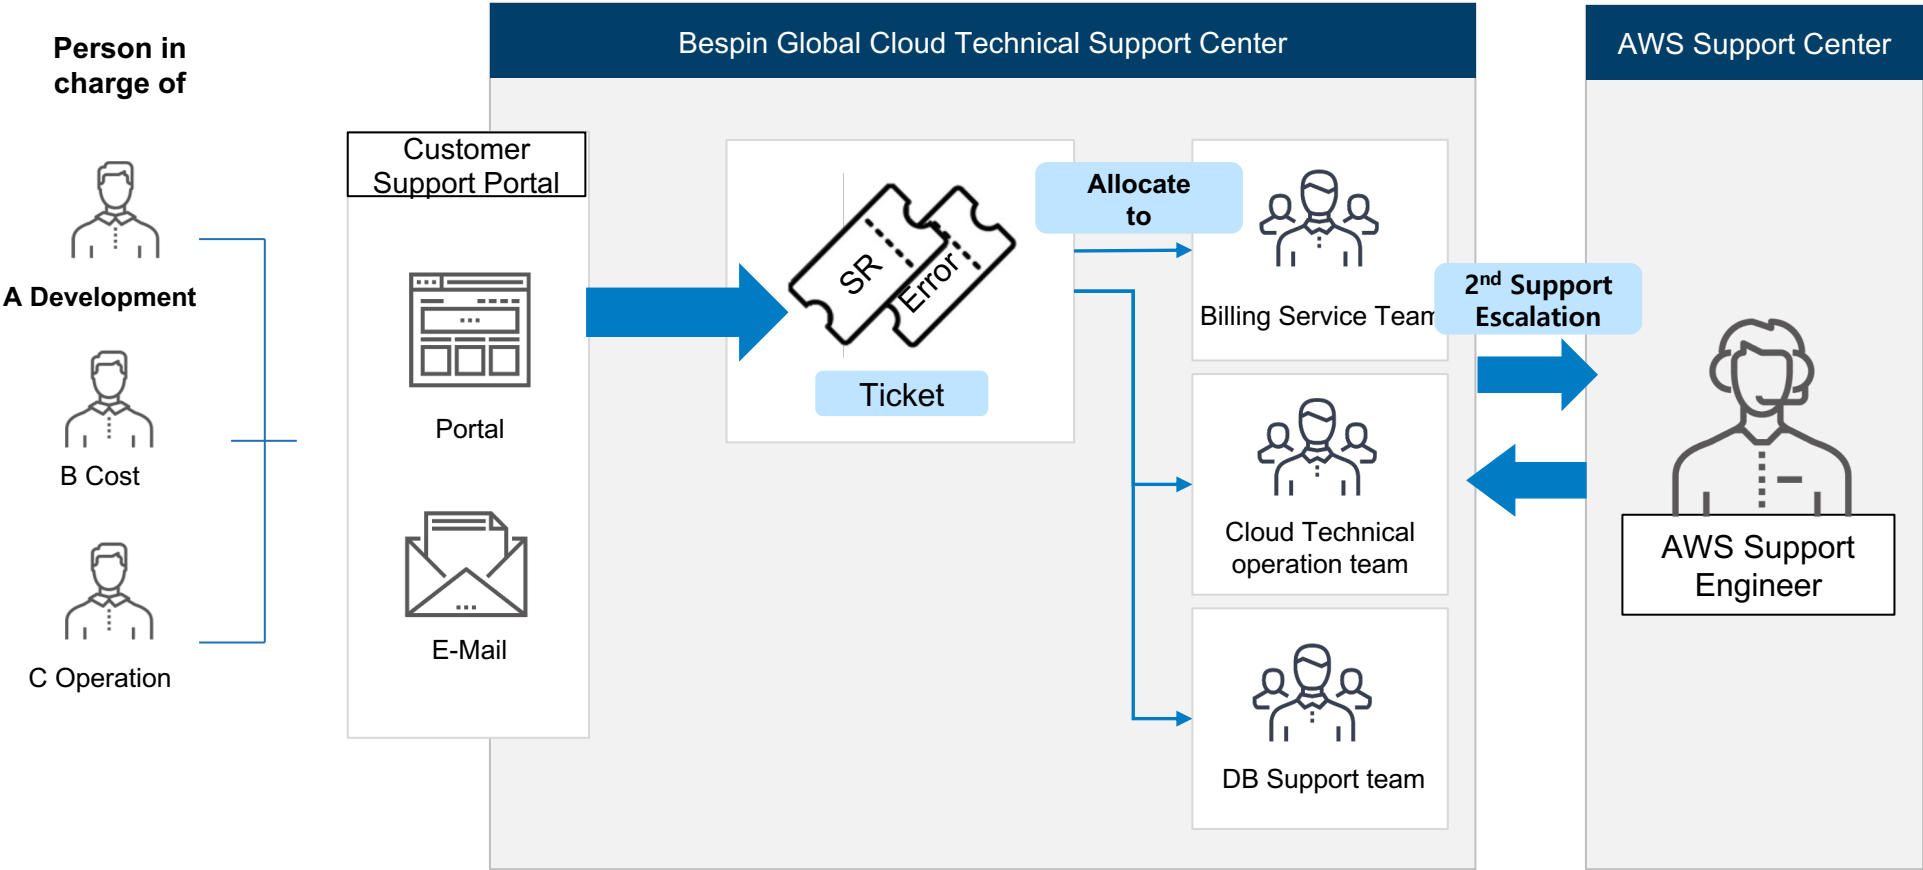 Person in
charge of
A Development
B Cost
C Operation
Bespin Global Cloud Technical Support Center
Customer
Support Portal
Portal
E-Mail
SR
Error
Ticket
Allocate
to
Billing Service Team
Cloud Technical
operation team
DB Support team
2nd Support
Escalation
AWS Support Center
AWS Support
Engineer